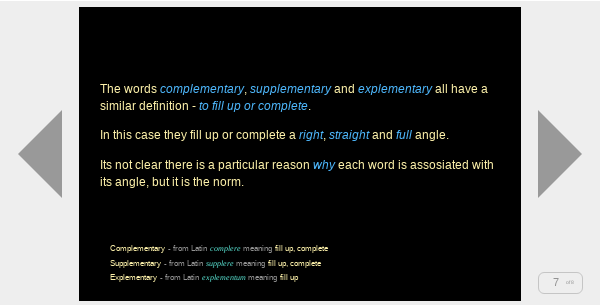 The words complementary, supplementary and explementary all have a
similar definition - to fill up or complete.
In this case they fill up or complete a right, straight and full angle.
Its not clear there is a particular reason why each word is assosiated with
its angle, but it is the norm.
Complementary - from Latin complere meaning fill up, complete
Supplementary - from Latin supplere meaning fill up, complete
Explementary - from Latin explementum meaning fill up
7